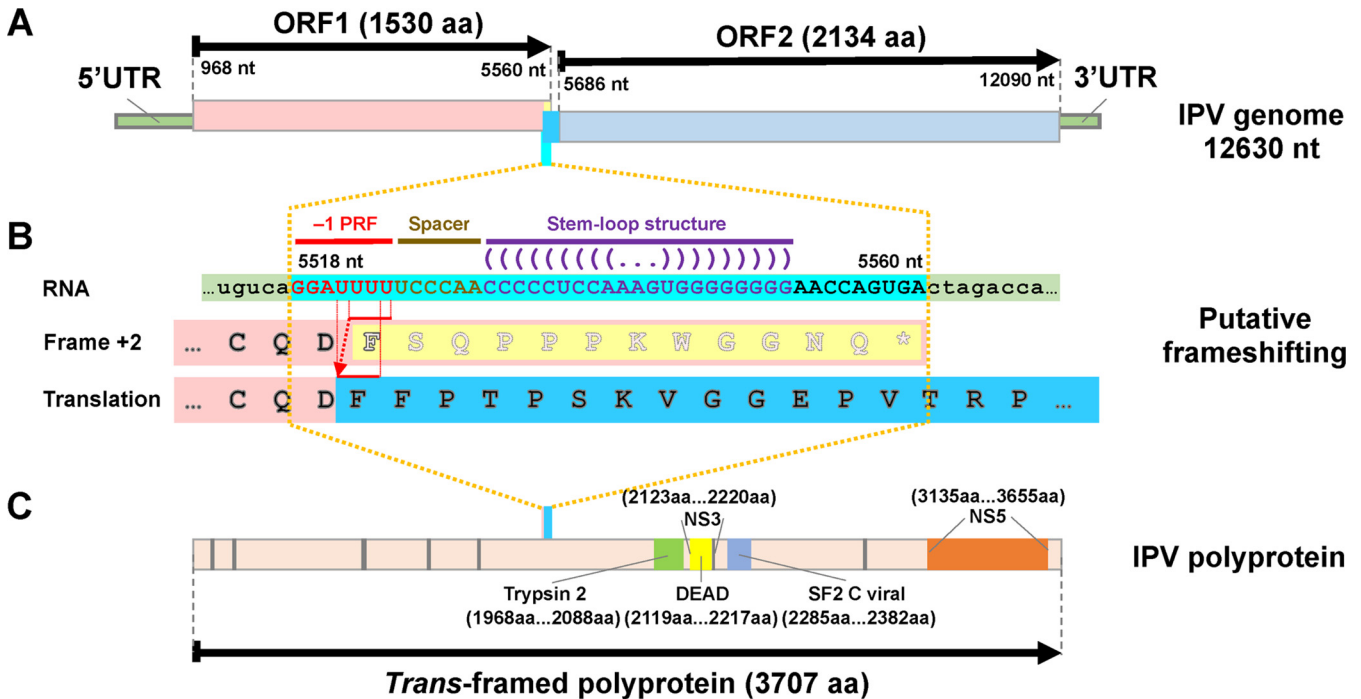 A
ORF1 (1530 aa)
ORF2 (2134 aa)
968 nt
5560 nt
5686 nt
12090 nt
5'UTR
3'UTR
IPV genome
12630 nt
B
–1 PRF
Spacer
Stem-loop structure
5518 nt
(((((((((...)))))))))
5560 nt
RNA
...ugucaGGAUUUUUCCCAACCCCCUCCAAAGUGGGGGGGGAACCAGUGActagacca...
Frame +2
... C Q D F S Q P P P K W G G N Q *
Putative
frameshifting
Translation
... C Q D F F P T P S K V G G E P V T R P ...
C
(2123aa...2220aa)
NS3
(3135aa...3655aa)
NS5
IPV polyprotein
Trypsin 2
DEAD
SF2 C viral
(1968aa...2088aa)
(2119aa...2217aa)
(2285aa...2382aa)
Trans-framed polyprotein (3707 aa)